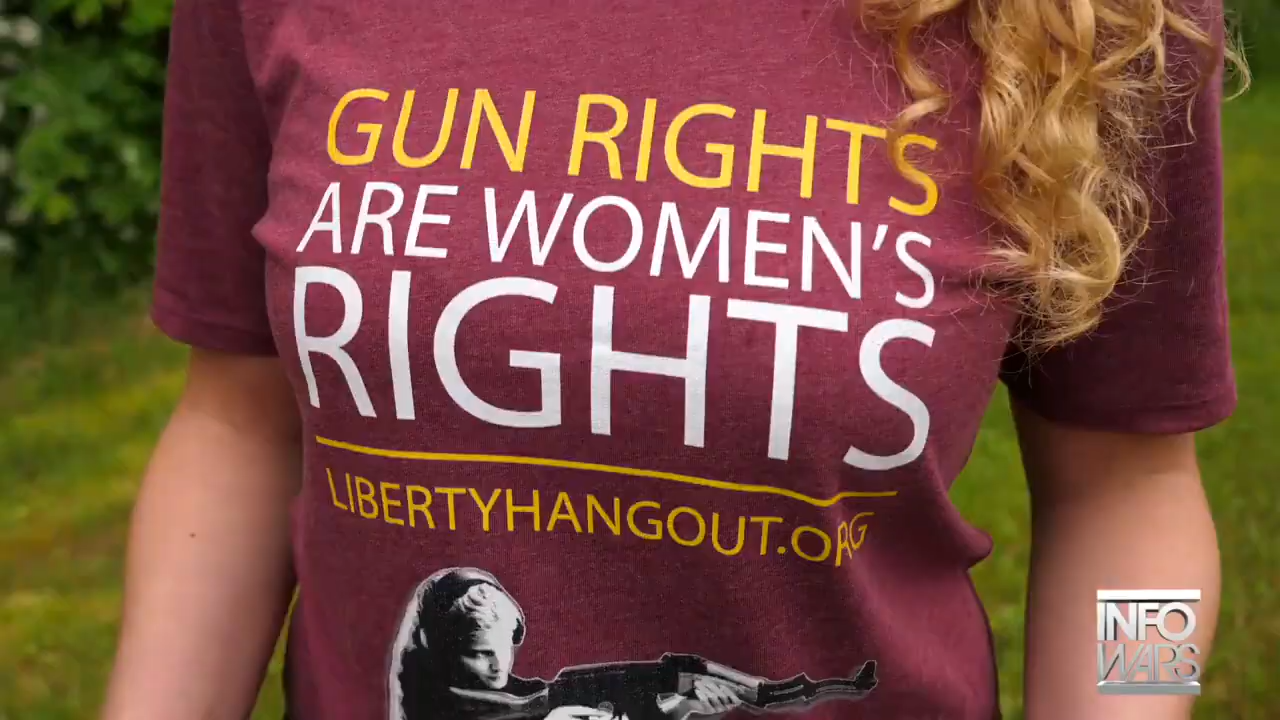 GUN RIGHTS
ARE WOMEN'S
RIGHTS
LIBERTYHANGOUT.ORG
INFO
WARS